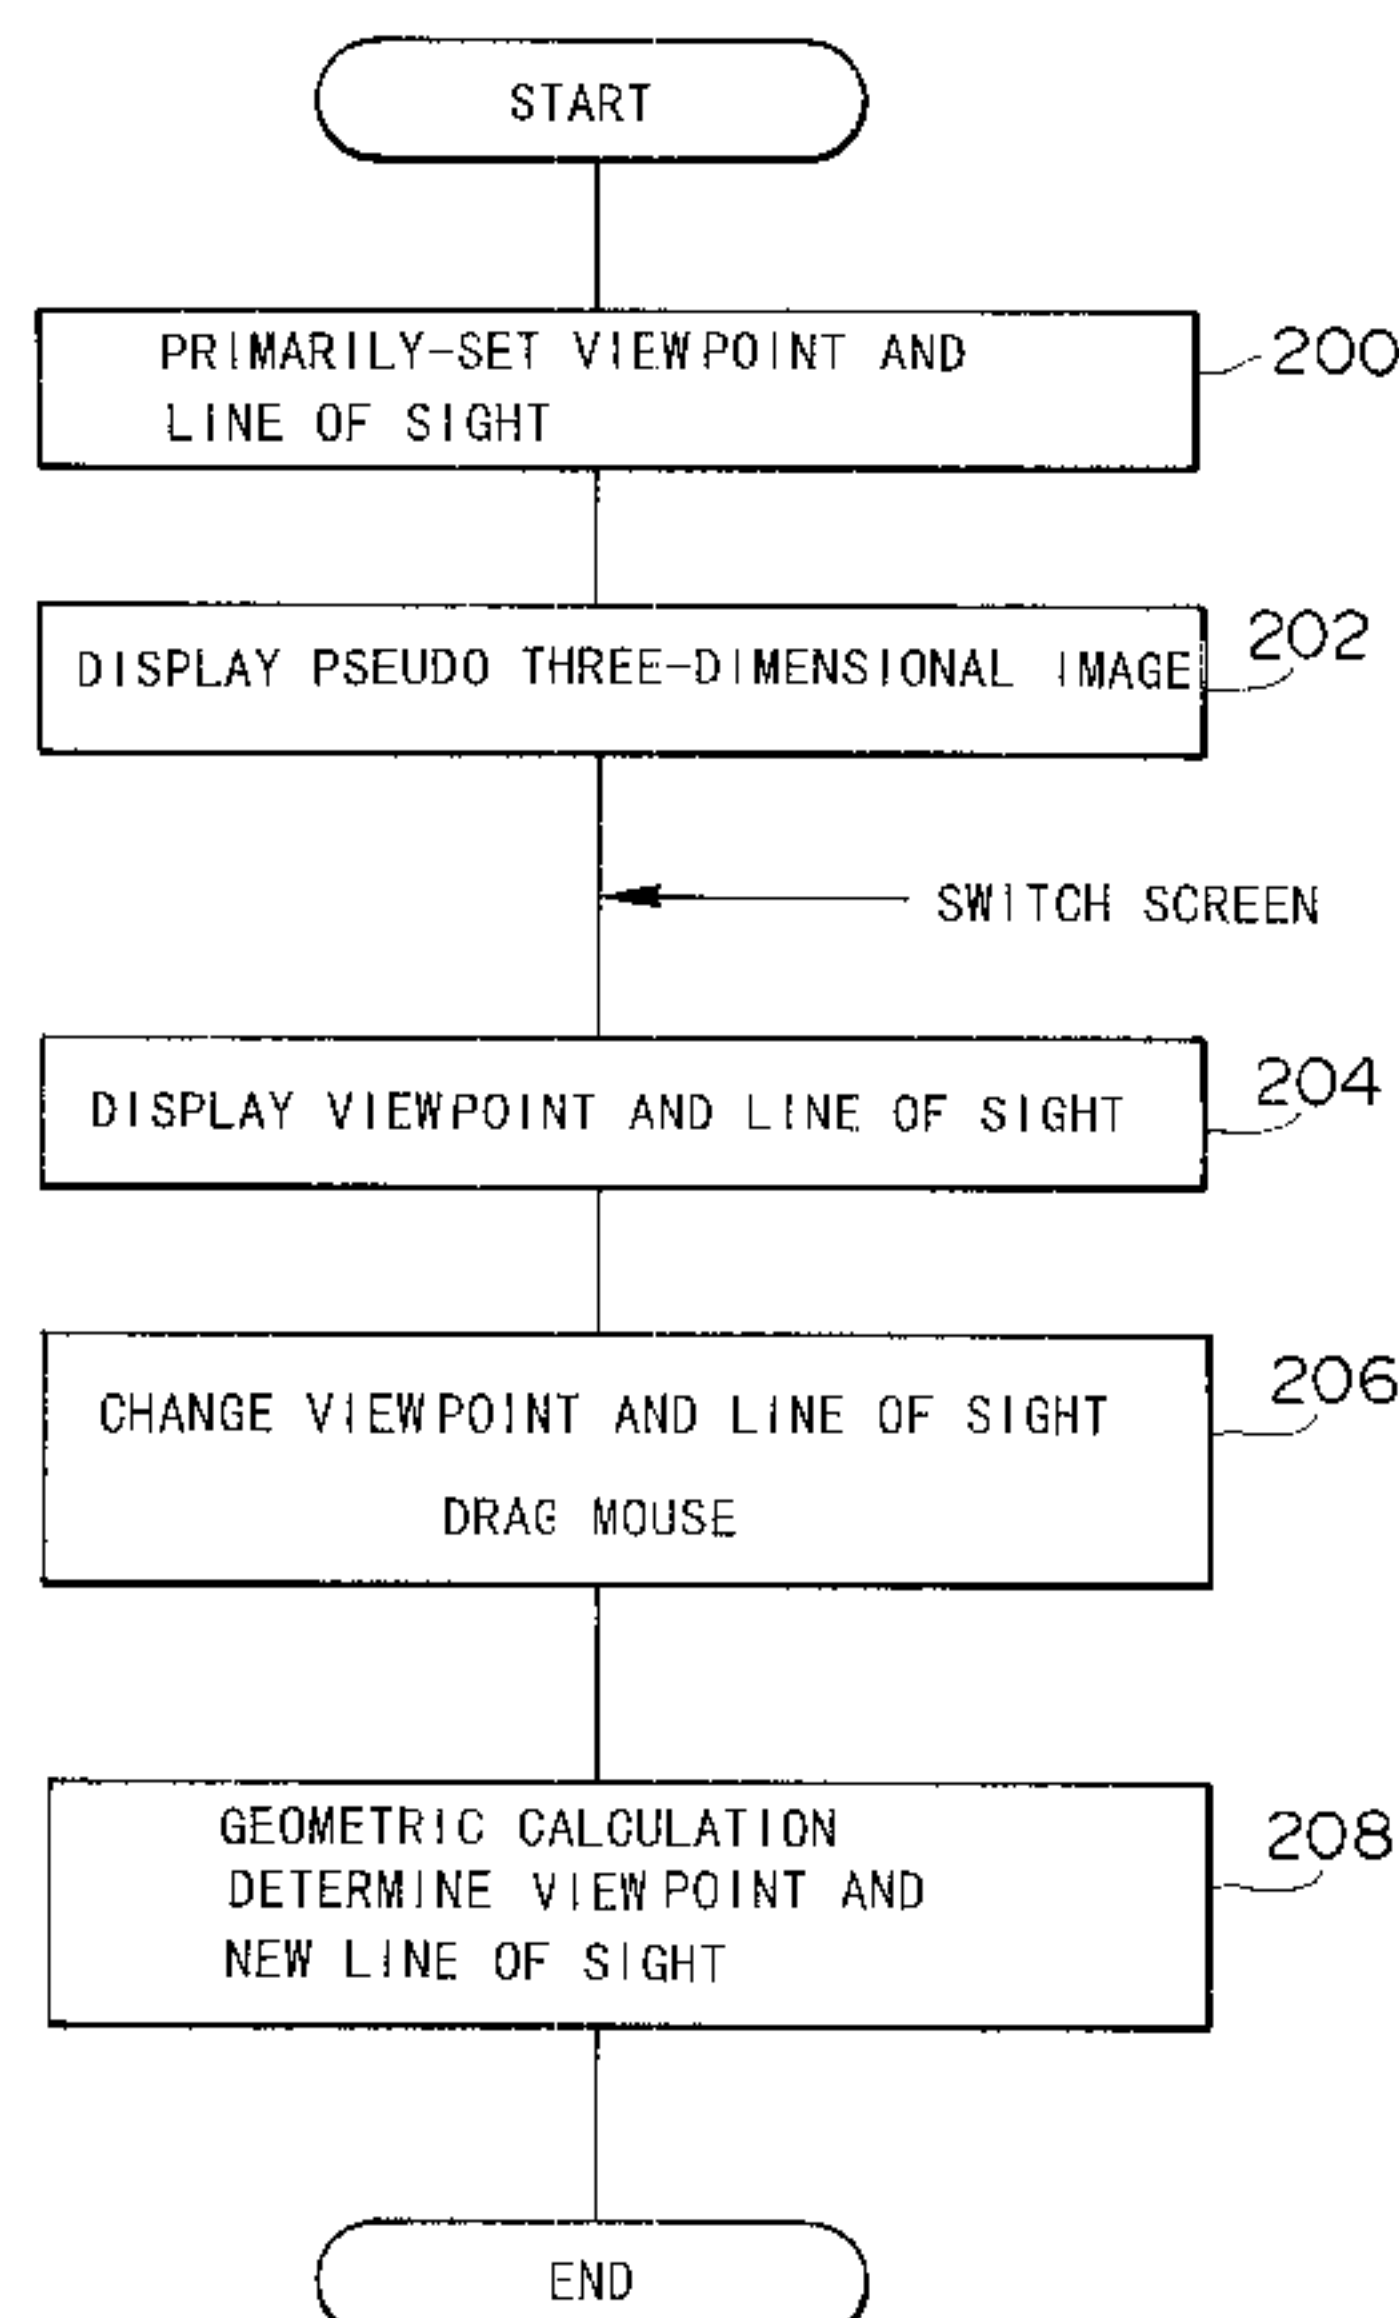 START
PRIMARILY-SET VIEWPOINT AND
LINE OF SIGHT
200
DISPLAY PSEUDO THREE-DIMENSIONAL IMAGE
202
SWITCH SCREEN
DISPLAY VIEWPOINT AND LINE OF SIGHT
204
CHANGE VIEWPOINT AND LINE OF SIGHT
DRAG MOUSE
206
GEOMETRIC CALCULATION
DETERMINE VIEWPOINT AND
NEW LINE OF SIGHT
208
END